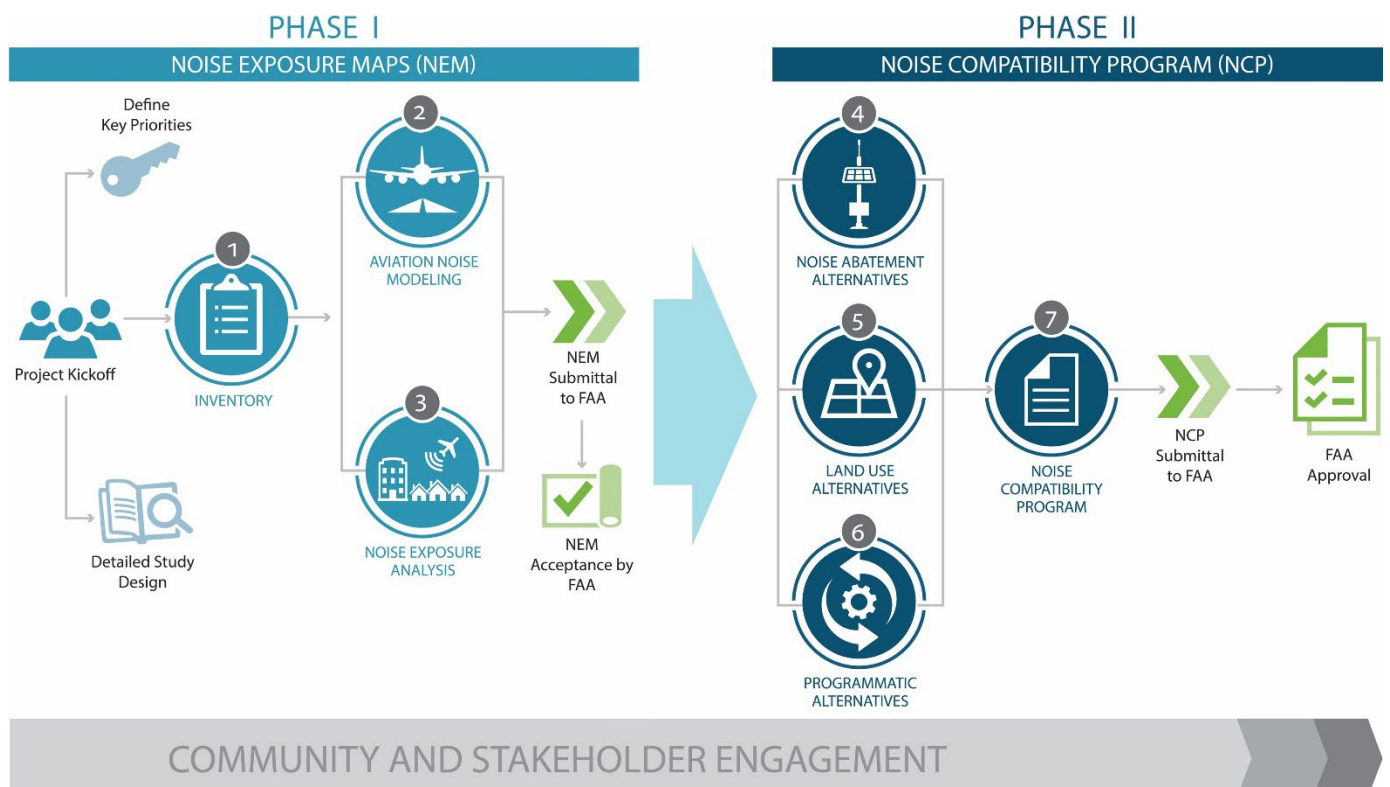 PHASE I
NOISE EXPOSURE MAPS (NEM)
Define
Key Priorities
Project Kickoff
Detailed Study
Design
1
INVENTORY
2
AVIATION NOISE
MODELING
3
NOISE EXPOSURE
ANALYSIS
NEM
Submittal
to FAA
NEM
Acceptance by
FAA
PHASE II
NOISE COMPATIBILITY PROGRAM (NCP)
4
NOISE ABATEMENT
ALTERNATIVES
5
LAND USE
ALTERNATIVES
6
PROGRAMMATIC
ALTERNATIVES
7
NOISE
COMPATIBILITY
PROGRAM
NCP
Submittal
to FAA
FAA
Approval
COMMUNITY AND STAKEHOLDER ENGAGEMENT